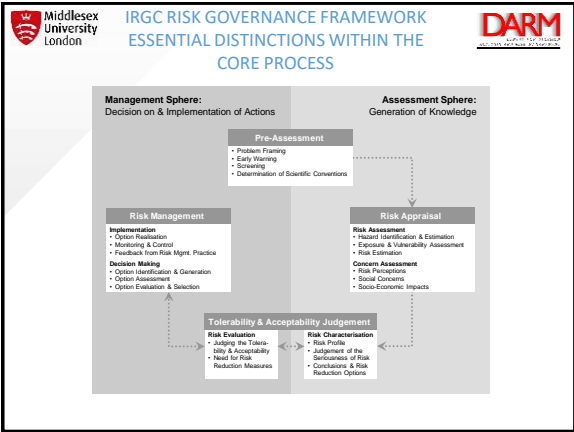 Middlesex
University
London
IRGC RISK GOVERNANCE FRAMEWORK
ESSENTIAL DISTINCTIONS WITHIN THE
CORE PROCESS
DARM
Management Sphere:
Decision on & Implementation of Actions
Assessment Sphere:
Generation of Knowledge
Pre-Assessment
• Problem Framing
• Early Warning
• Screening
• Determination of Scientific Conventions
Risk Management
Implementation
• Option Realisation
• Monitoring & Control
• Feedback from Risk Mgmt. Practice
Decision Making
• Option Identification & Generation
• Option Assessment
• Option Evaluation & Selection
Risk Appraisal
Risk Assessment
• Hazard Identification & Estimation
• Exposure & Vulnerability Assessment
• Risk Estimation
Concern Assessment
• Risk Perceptions
• Social Concerns
• Socio-Economic Impacts
Tolerability & Acceptability Judgement
Risk Evaluation
• Judging the Tolera-
bility & Acceptability
• Need for Risk
Reduction Measures
Risk Characterisation
• Risk Profile
• Judgement of the
Seriousness of Risk
• Conclusions & Risk
Reduction Options